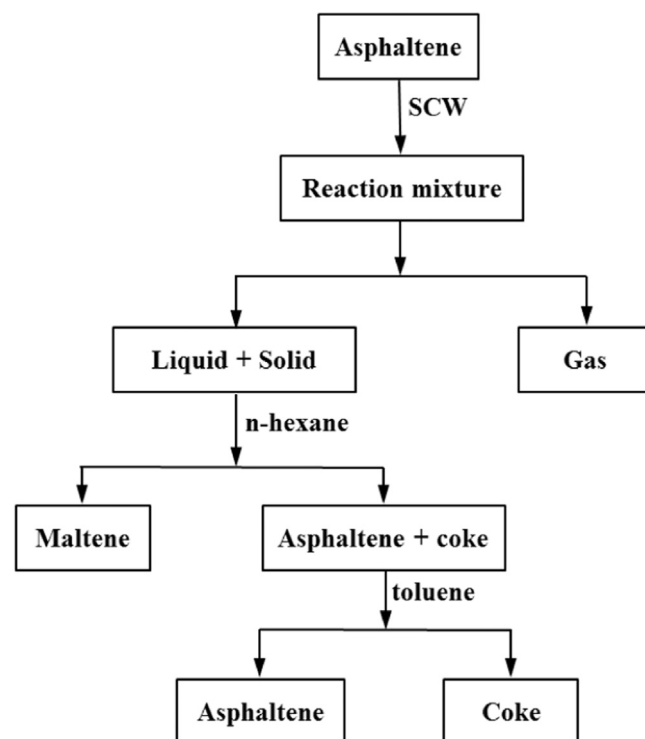 Asphaltene
SCW
Reaction mixture
Liquid + Solid
Gas
n-hexane
Maltene
Asphaltene + coke
toluene
Asphaltene
Coke